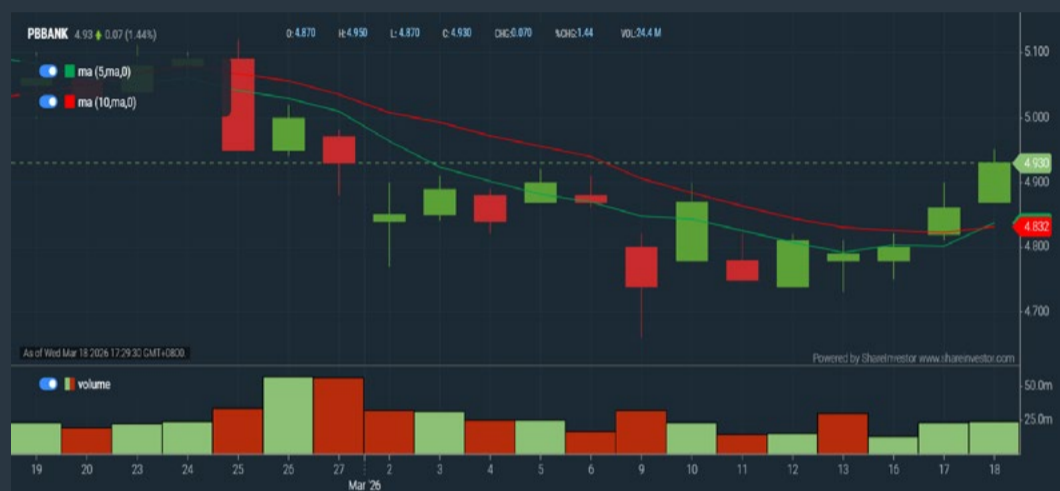 PBBANK 4.93 0.07 (1.44%) O:4.870 H:4.950 L:4.870 C:4.930 CHG:0.070 %CHG:1.44 VOL:24.4 M
ma (5,ma,0)
ma (10,ma,0)
5.100
5.000
4.930
4.900
4.832
4.800
4.700
As of Wed Mar 18 2026 17:29:30 GMT+0800.
Powered by ShareInvestor www.shareinvestor.com
volume
50.0m
25.0m
19 20 23 24 25 26 27 2 3 4 5 6 9 10 11 12 13 16 17 18
Mar '26